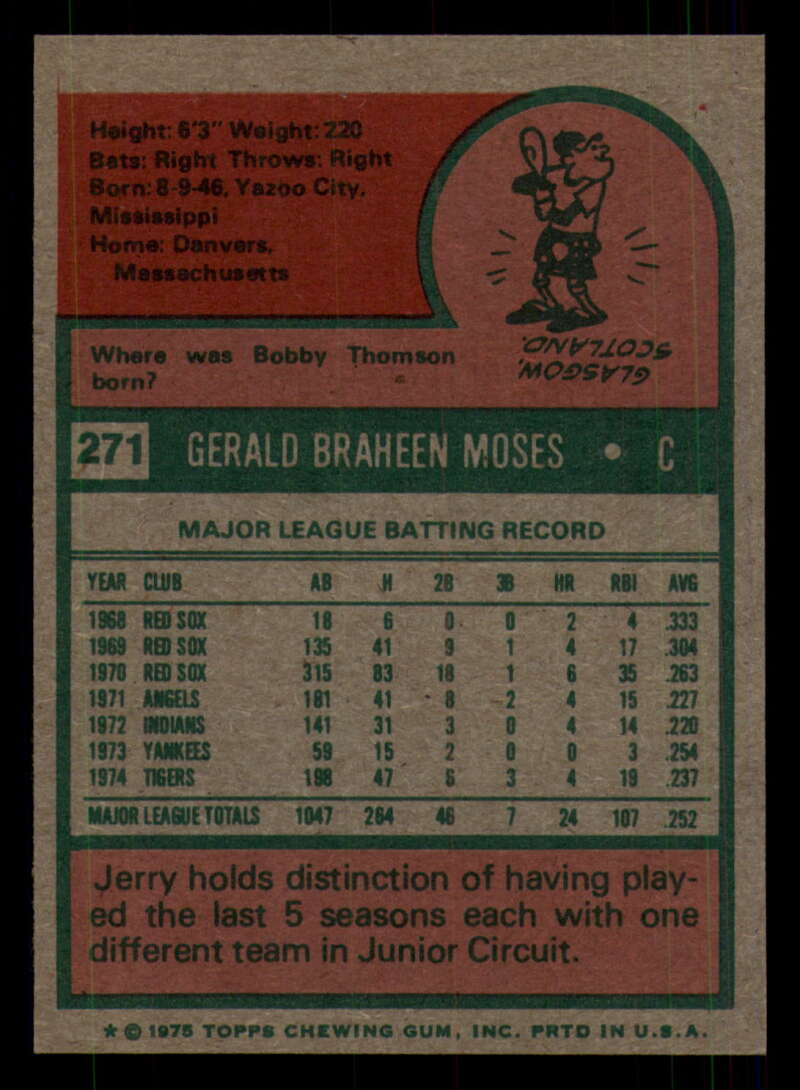 Height: 6'3" Weight: 220
Bats: Right Throws: Right
Born: 8-9-46, Yazoo City,
Mississippi
Home: Danvers,
Massachusetts
Where was Bobby Thomson
born?
GLASGOW,
SCOTLAND.
271 GERALD BRAHEEN MOSES • C
MAJOR LEAGUE BATTING RECORD
YEAR CLUB AB H 2B 3B HR RBI AVG
1968 RED SOX 18 6 0 0 2 4 .333
1969 RED SOX 135 41 9 1 4 17 .304
1970 RED SOX 315 83 18 1 6 35 .263
1971 ANGELS 181 41 8 2 4 15 .227
1972 INDIANS 141 31 3 0 4 14 .220
1973 YANKEES 59 15 2 0 0 3 .254
1974 TIGERS 198 47 6 3 4 19 .237
MAJOR LEAGUE TOTALS 1047 264 46 7 24 107 .252
Jerry holds distinction of having play-
ed the last 5 seasons each with one
different team in Junior Circuit.
* © 1975 TOPPS CHEWING GUM, INC. PRTD IN U.S.A.